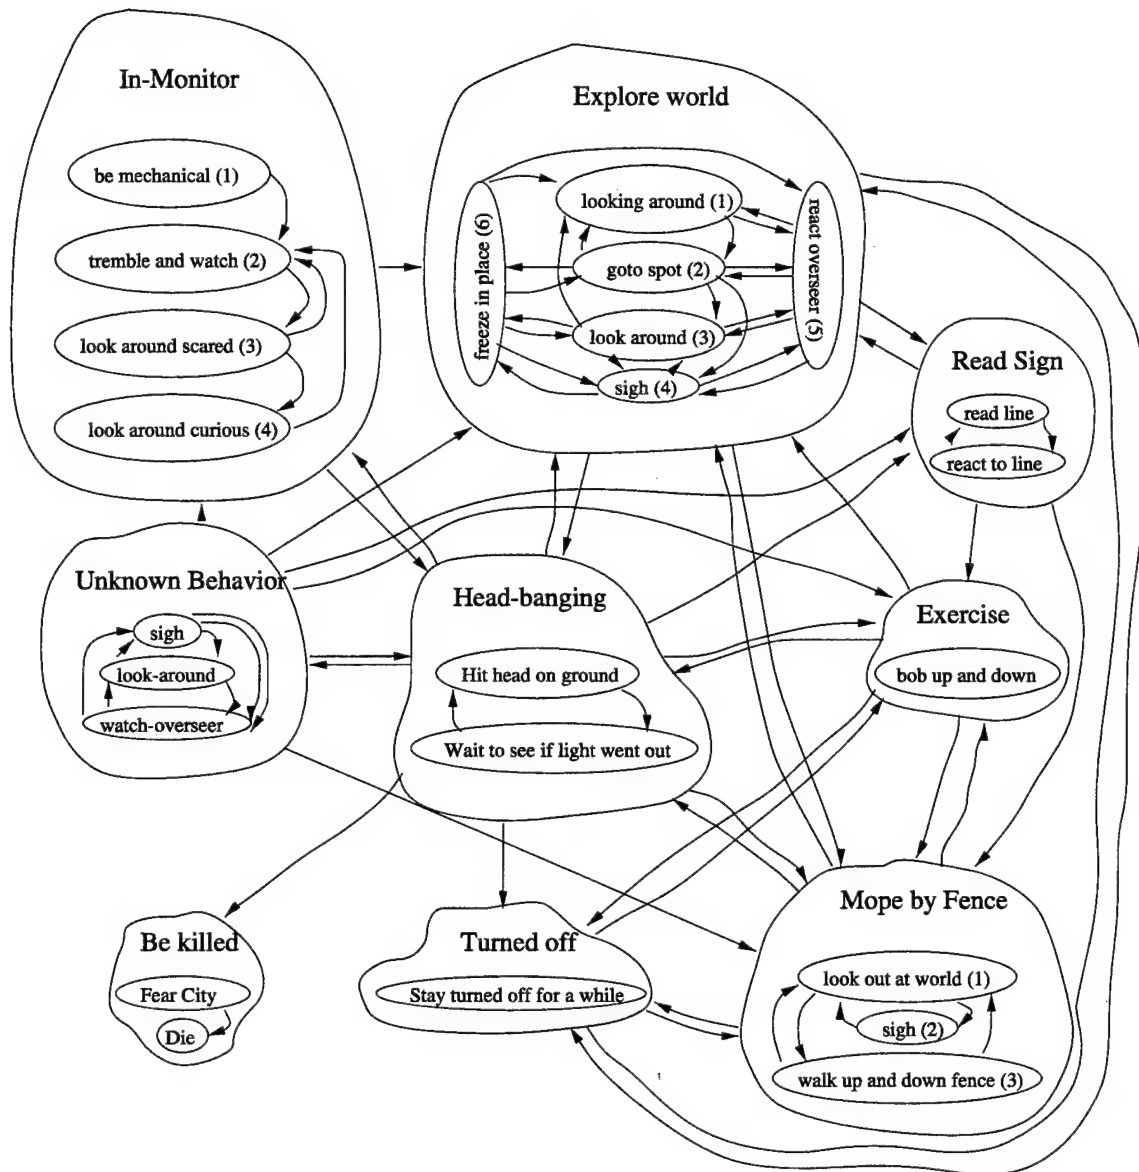 In-Monitor
be mechanical (1)
tremble and watch (2)
look around scared (3)
look around curious (4)
Explore world
looking around (1)
freeze in place (6)
goto spot (2)
react overseer (5)
look around (3)
sigh (4)
Read Sign
read line
react to line
Unknown Behavior
sigh
look-around
watch-overseer
Head-banging
Hit head on ground
Wait to see if light went out
Exercise
bob up and down
Be killed
Fear City
Die
Turned off
Stay turned off for a while
Mope by Fence
look out at world (1)
sigh (2)
walk up and down fence (3)